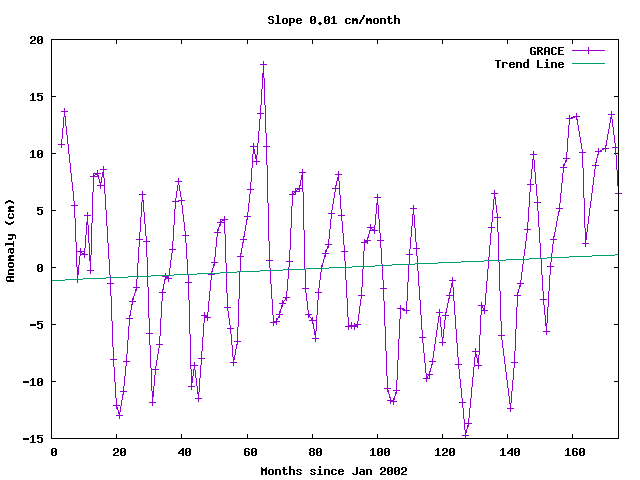 Slope 0.01 cm/month
GRACE
Trend Line
20
15
10
5
0
-5
-10
-15
Anomaly (cm)
0 20 40 60 80 100 120 140 160
Months since Jan 2002